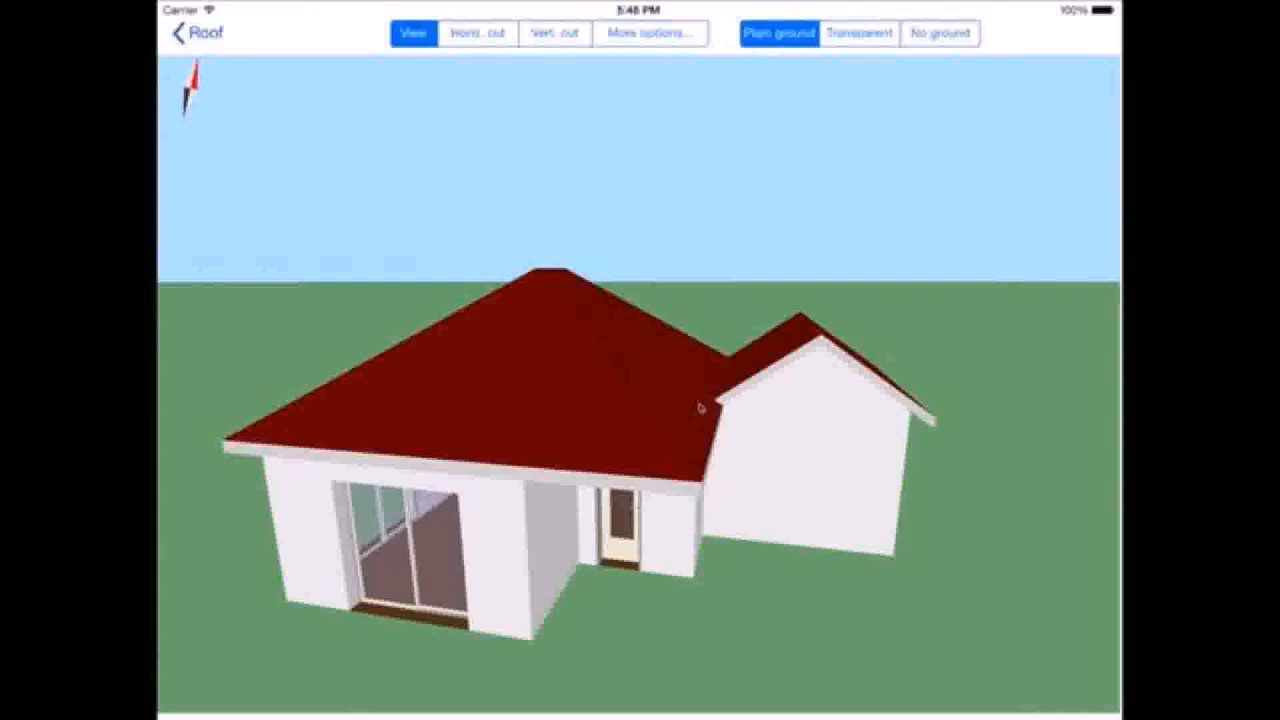 Carrier 5:48 PM 100%
Roof View Horiz. cut Vert. cut More options... Plain ground Transparent No ground